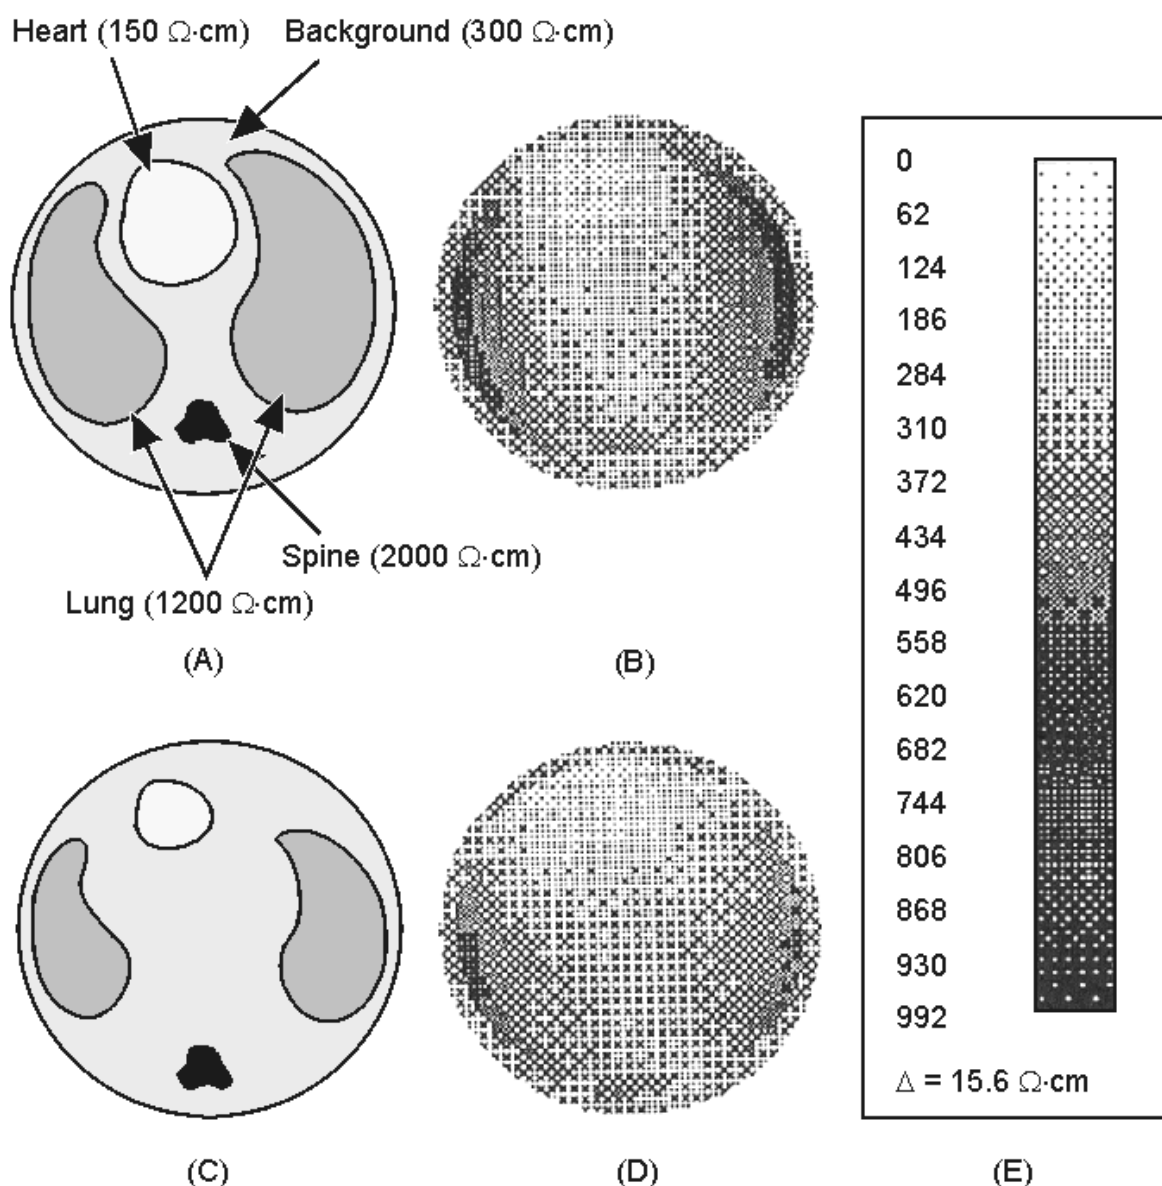 Heart (150 Ω·cm)
Background (300 Ω·cm)
Spine (2000 Ω·cm)
Lung (1200 Ω·cm)
(A)
(B)
0
62
124
186
284
310
372
434
496
558
620
682
744
806
868
930
992
Δ = 15.6 Ω·cm
(C)
(D)
(E)